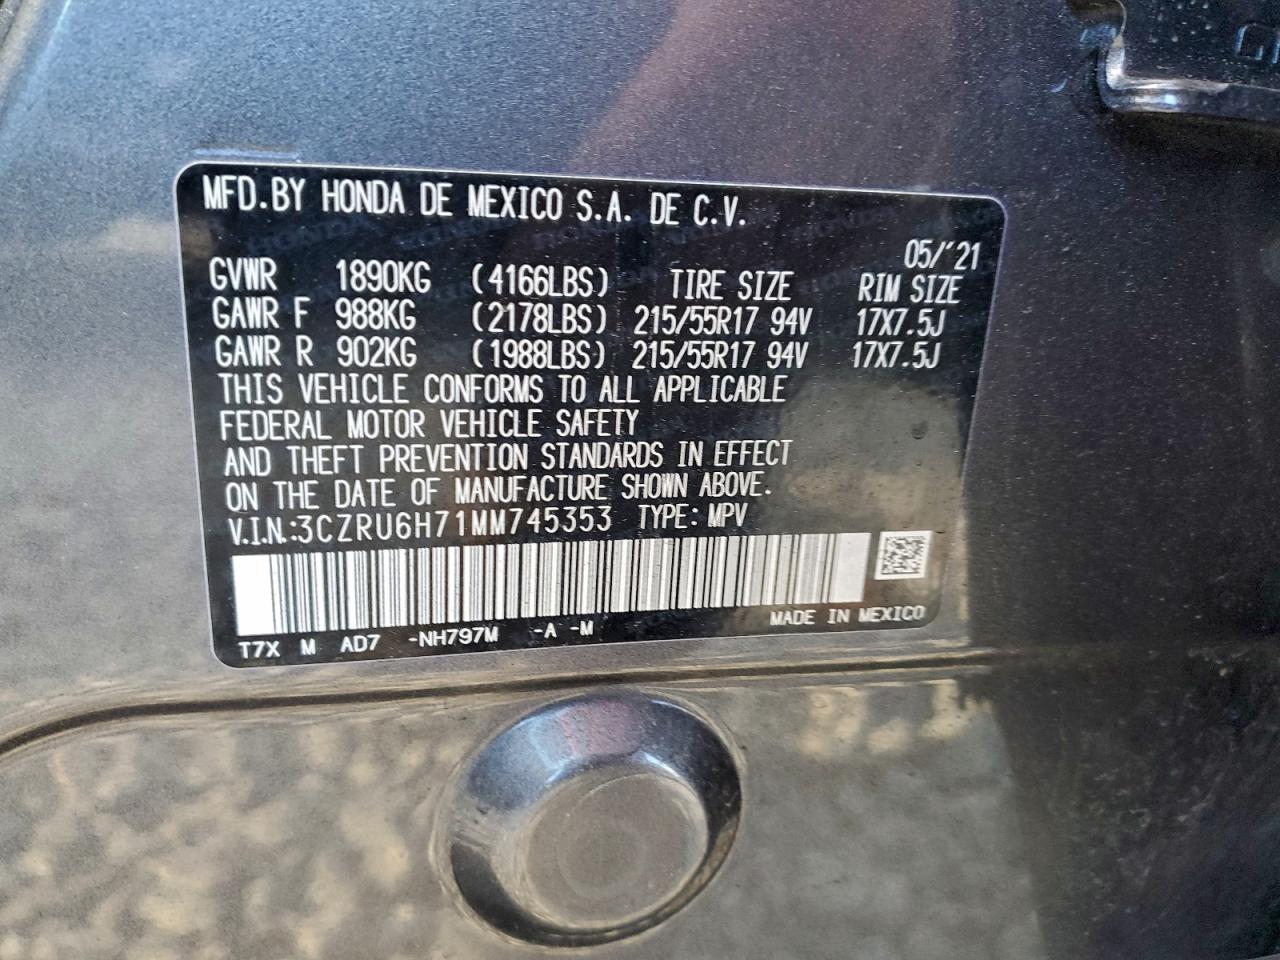 MFD.BY HONDA DE MEXICO S.A. DE C.V.
05/'21
GVWR 1890KG (4166LBS) TIRE SIZE RIM SIZE
GAWR F 988KG (2178LBS) 215/55R17 94V 17X7.5J
GAWR R 902KG (1988LBS) 215/55R17 94V 17X7.5J
THIS VEHICLE CONFORMS TO ALL APPLICABLE
FEDERAL MOTOR VEHICLE SAFETY
AND THEFT PREVENTION STANDARDS IN EFFECT
ON THE DATE OF MANUFACTURE SHOWN ABOVE.
V.I.N.:3CZRU6H71MM745353 TYPE: MPV
MADE IN MEXICO
T7X M AD7 -NH797M -A -M